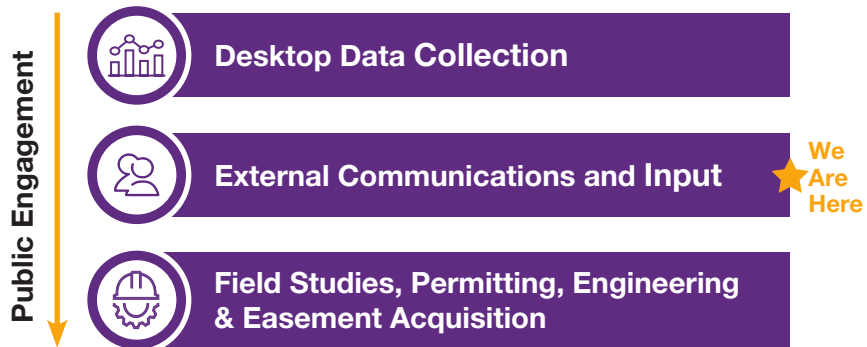 Public Engagement
Desktop Data Collection
External Communications and Input
We
Are
Here
Field Studies, Permitting, Engineering
& Easement Acquisition